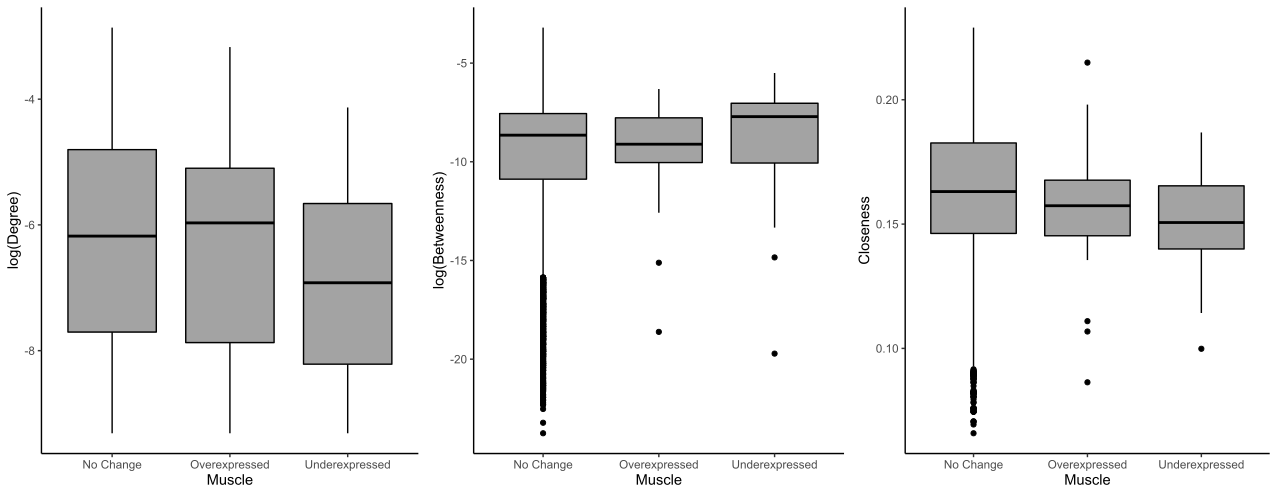 log(Degree)
-4
-6
-8
No Change
Overexpressed
Underexpressed
Muscle
log(Betweenness)
-5
-10
-15
-20
No Change
Overexpressed
Underexpressed
Muscle
Closeness
0.20
0.15
0.10
No Change
Overexpressed
Underexpressed
Muscle